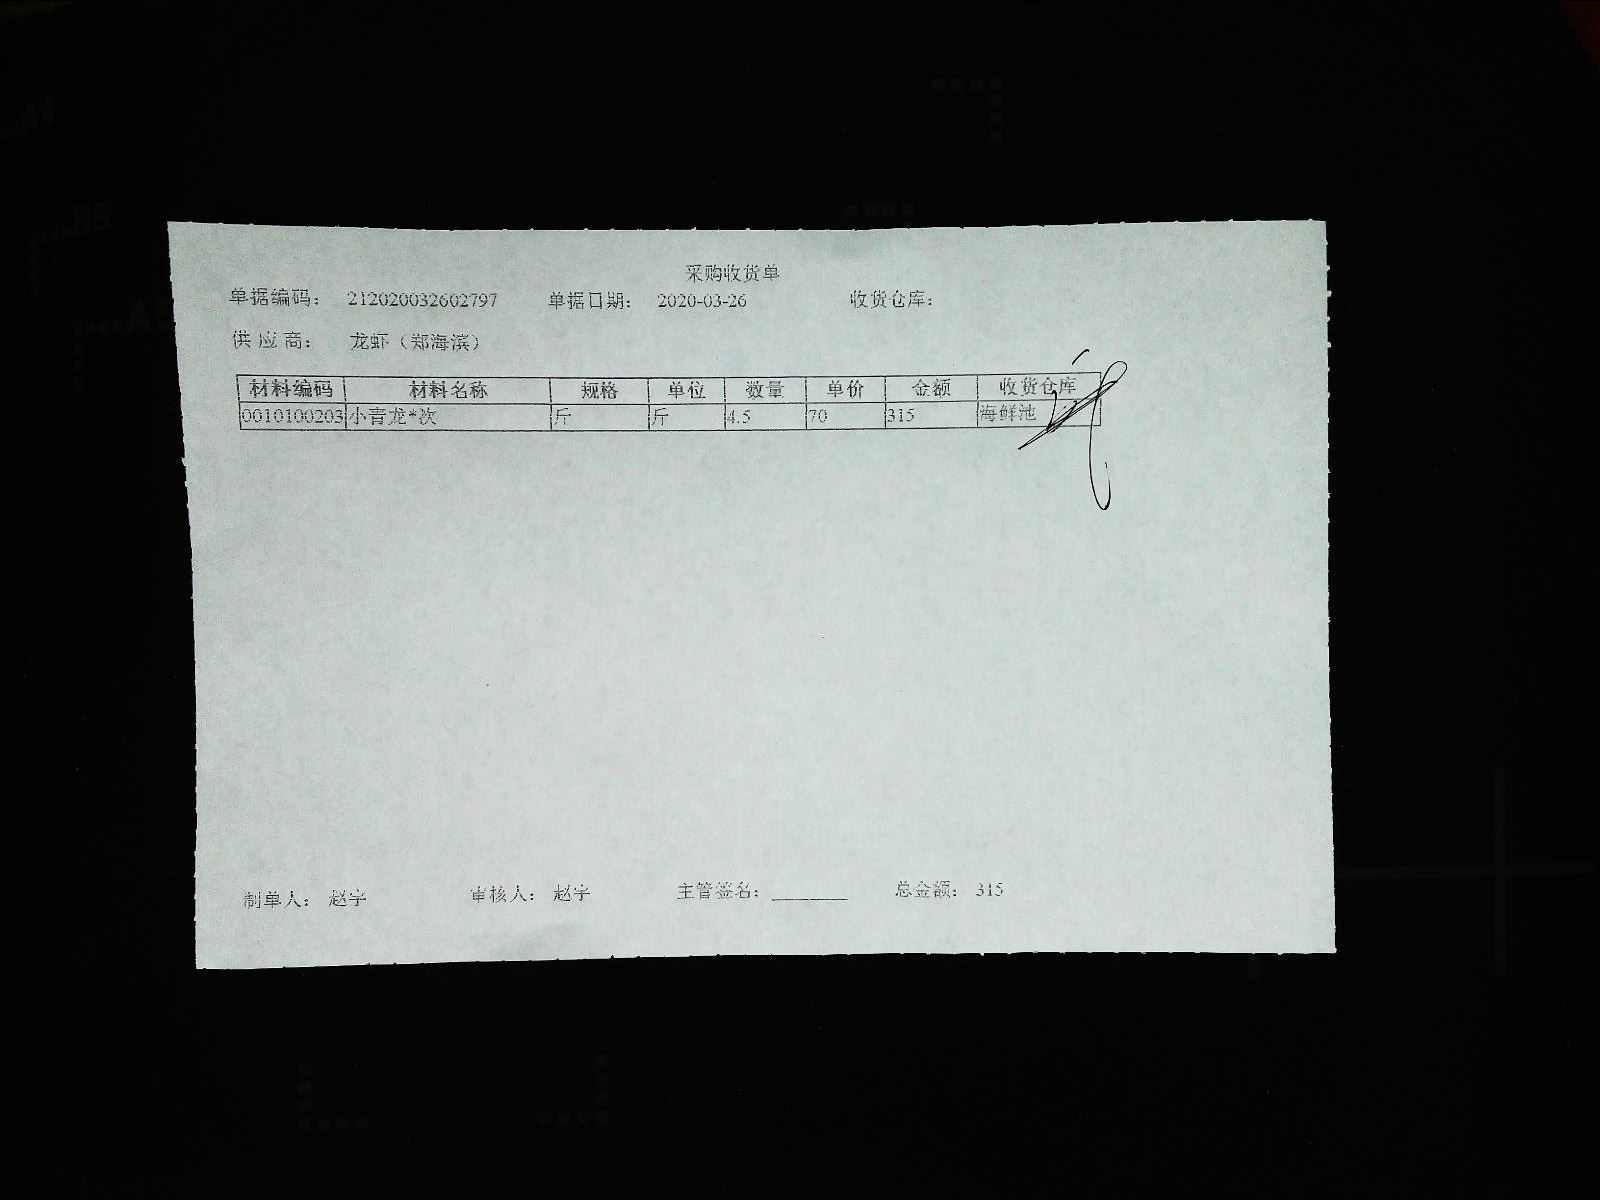 采购收货单
单据编码： 212020032602797 单据日期： 2020-03-26 收货仓库：
供 应 商： 龙虾（郑海滨）
材料编码 材料名称 规格 单位 数量 单价 金额 收货仓库
0010100203 小青龙*次 斤 斤 4.5 70 315 海鲜池
制单人： 赵宇 审核人： 赵宇 主管签名： 总金额： 315